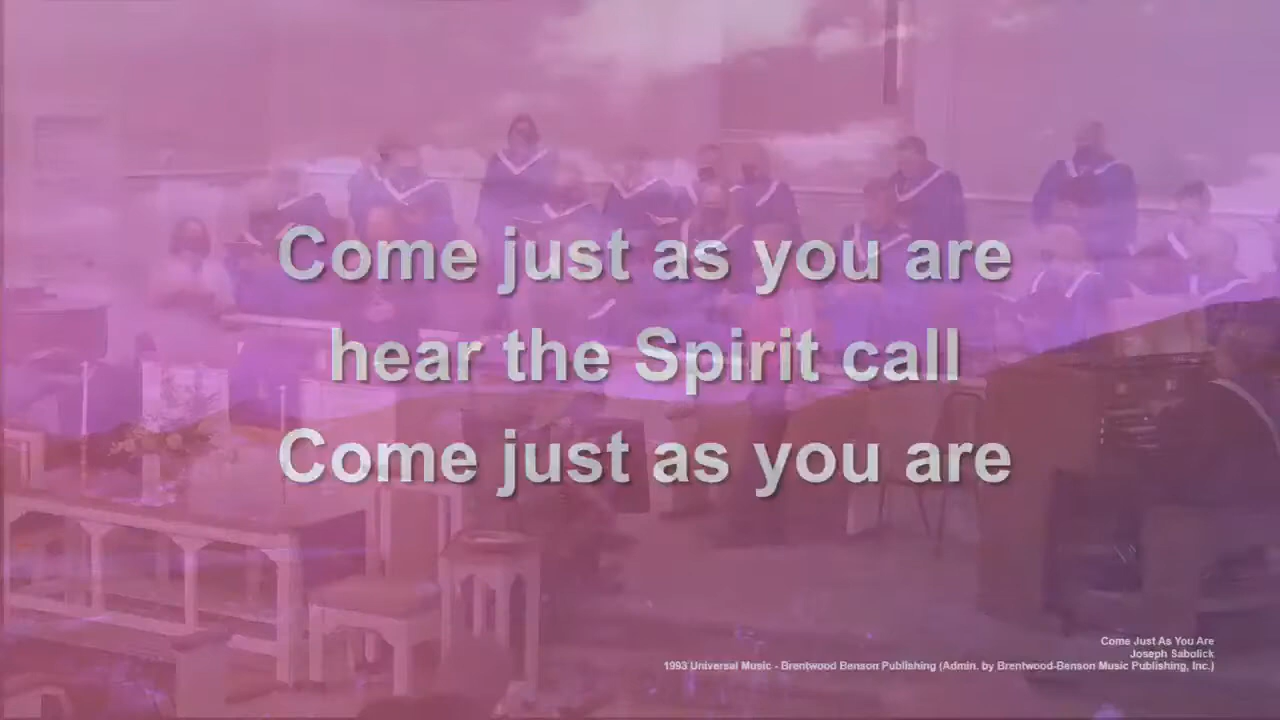 Come just as you are
hear the Spirit call
Come just as you are
Come Just As You Are
Joseph Sabolick
1993 Universal Music - Brentwood Benson Publishing (Admin. by Brentwood-Benson Music Publishing, Inc.)